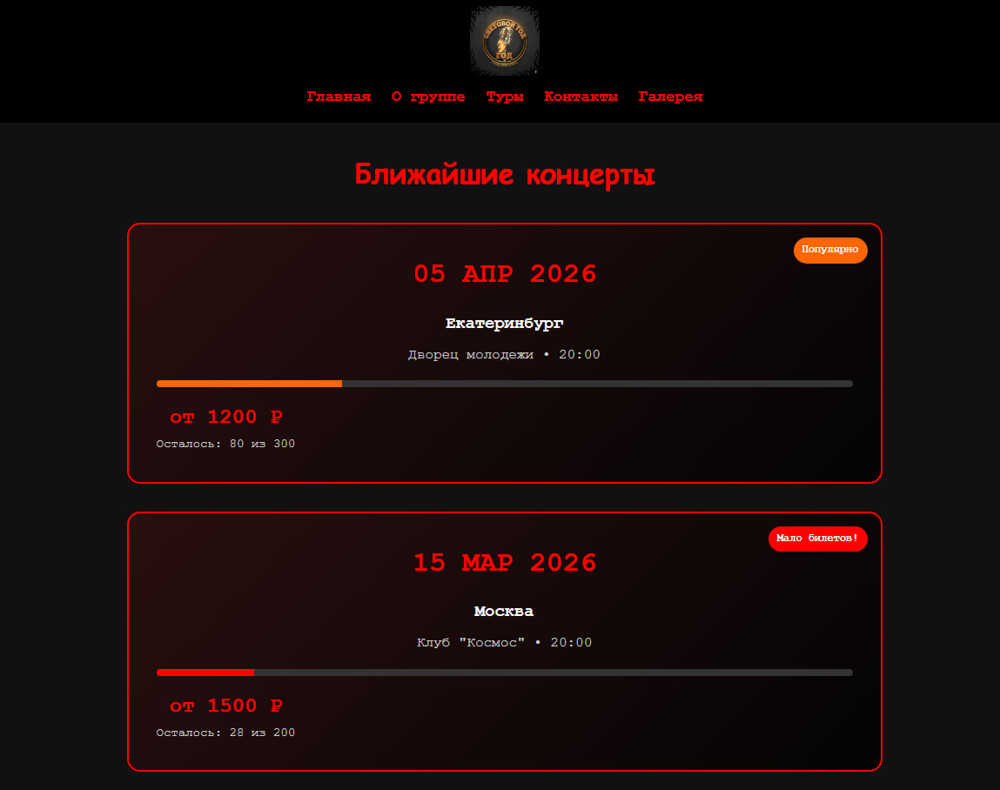 СВЕТОВОЙ ГОД
ГОД
Главная О группе Туры Контакты Галерея
Ближайшие концерты
Популярно
05 АПР 2026
Екатеринбург
Дворец молодежи • 20:00
от 1200 ₽
Осталось: 80 из 300
Мало билетов!
15 МАР 2026
Москва
Клуб "Космос" • 20:00
от 1500 ₽
Осталось: 28 из 200